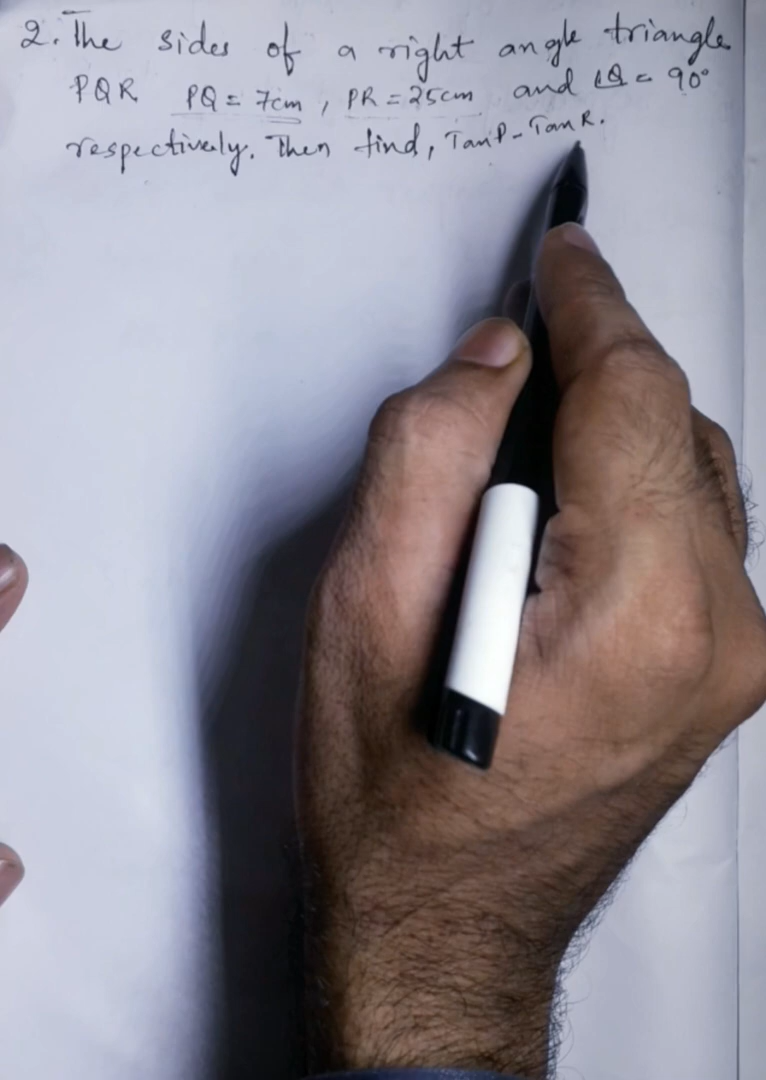 2. The sides of a right angle triangle
PQR PQ = 7cm, PR = 25cm and ∠Q = 90°
respectively. Then find, TanP - TanR.